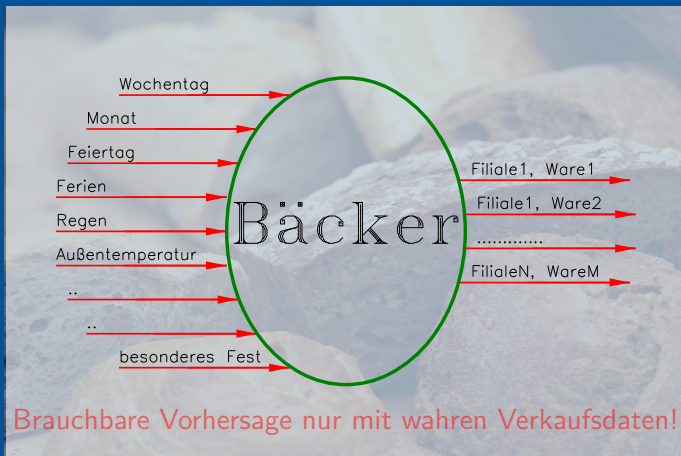 Wochentag
Monat
Feiertag
Ferien
Regen
Außentemperatur
..
..
besonderes Fest
Bäcker
Filiale1, Ware1
Filiale1, Ware2
.............
FilialeN, WareM
Brauchbare Vorhersage nur mit wahren Verkaufsdaten!